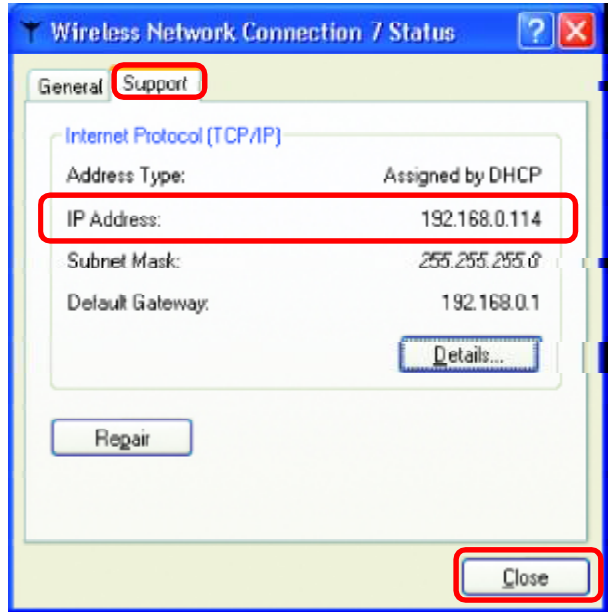 Wireless Network Connection 7 Status
General Support
Internet Protocol (TCP/IP)
Address Type: Assigned by DHCP
IP Address: 192.168.0.114
Subnet Mask: 255.255.255.0
Default Gateway: 192.168.0.1
Details...
Repair
Close